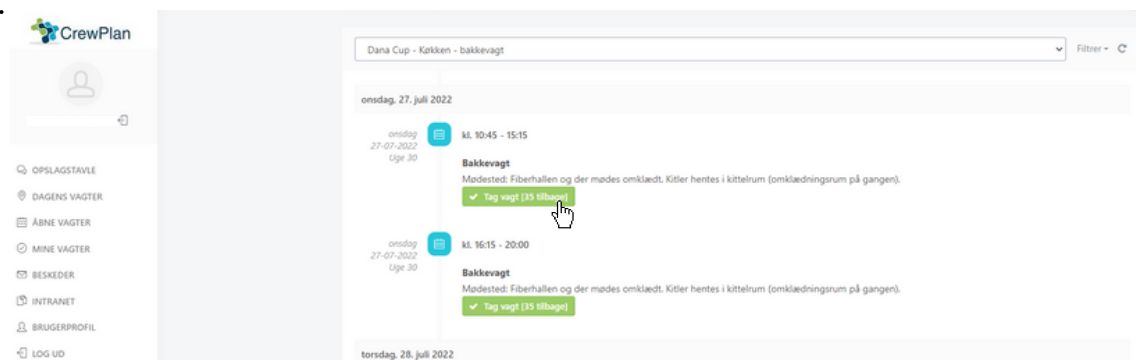 CrewPlan
OPSLAGSTAVLE
DAGENS VAGTER
ÅBNE VAGTER
MINE VAGTER
BESKEDER
INTRANET
BRUGERPROFIL
LOG UD
Dana Cup - Køkken - bakkevagt
Filtrer
onsdag, 27. juli 2022
onsdag
27-07-2022
Uge 30
kl. 10:45 - 15:15
Bakkevagt
Mødested: Fiberhallen og der mødes omklædt. Kitler hentes i kittelrum (omklædningsrum på gangen).
Tag vagt [35 tilbage]
onsdag
27-07-2022
Uge 30
kl. 16:15 - 20:00
Bakkevagt
Mødested: Fiberhallen og der mødes omklædt. Kitler hentes i kittelrum (omklædningsrum på gangen).
Tag vagt [35 tilbage]
torsdag, 28. juli 2022